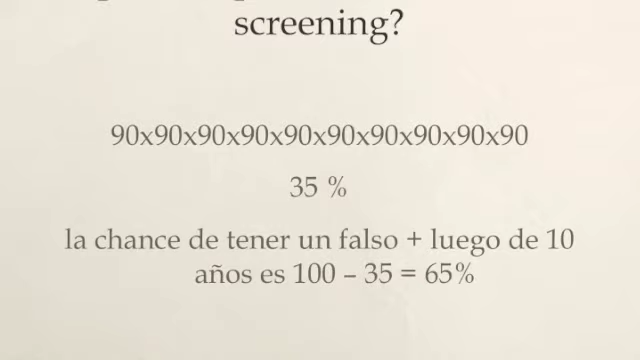 screening?
90x90x90x90x90x90x90x90x90x90
35 %
la chance de tener un falso + luego de 10
años es 100 – 35 = 65%